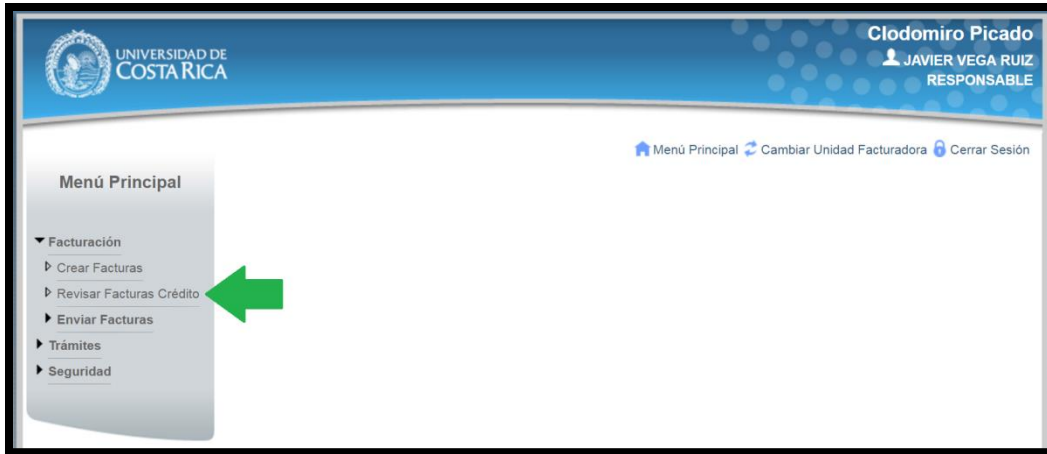 UNIVERSIDAD DE
COSTA RICA
Clodomiro Picado
JAVIER VEGA RUIZ
RESPONSABLE
Menú Principal Cambiar Unidad Facturadora Cerrar Sesión
Menú Principal
Facturación
Crear Facturas
Revisar Facturas Crédito
Enviar Facturas
Trámites
Seguridad